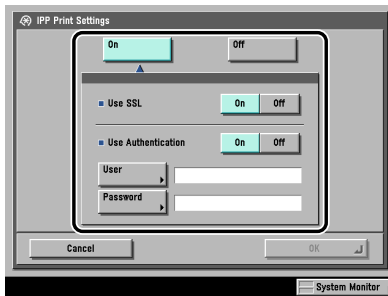 IPP Print Settings
On Off
Use SSL On Off
Use Authentication On Off
User
Password
Cancel OK
System Monitor